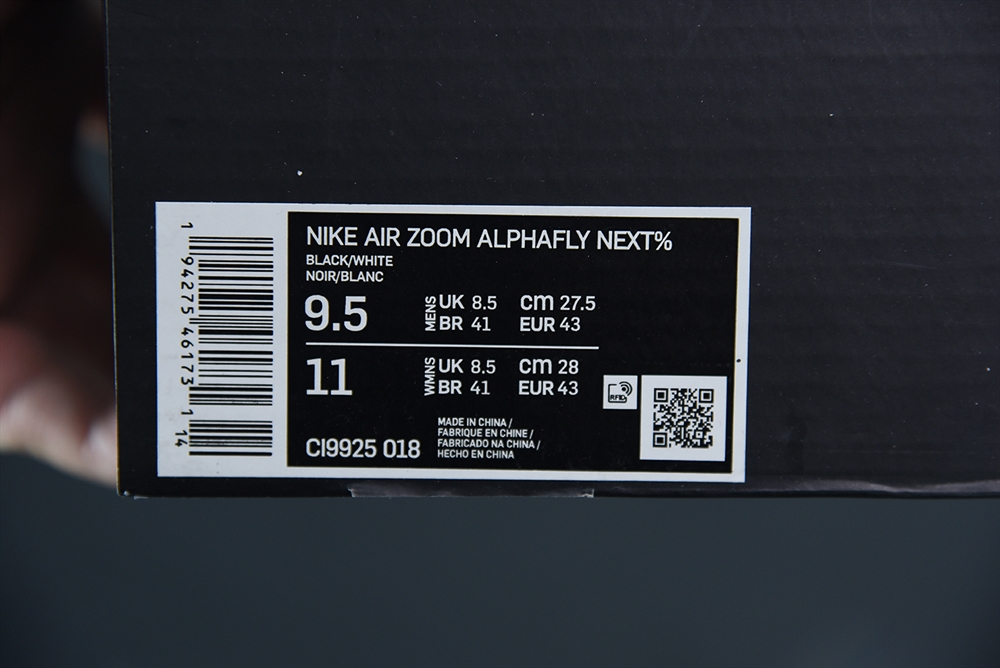 NIKE AIR ZOOM ALPHAFLY NEXT%
BLACK/WHITE
NOIR/BLANC
9.5 MENS UK 8.5 cm 27.5
BR 41 EUR 43
11 WMNS UK 8.5 cm 28
BR 41 EUR 43
RFID
CI9925 018
MADE IN CHINA /
FABRIQUE EN CHINE /
FABRICADO NA CHINA /
HECHO EN CHINA
1 94275 46173 1 14